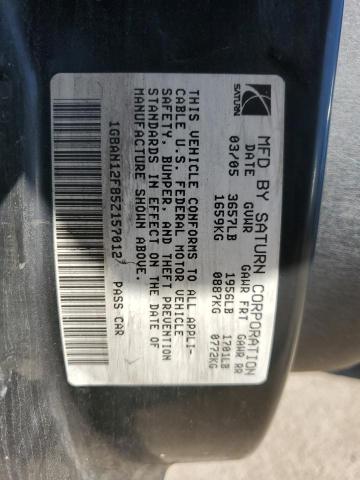 SATURN
MFD BY SATURN CORPORATION
DATE GVWR GAWR FRT GAWR RR
03/05 3657LB 1956LB 1701LB
1659KG 0887KG 0772KG
THIS VEHICLE CONFORMS TO ALL APPLI-
CABLE U.S. FEDERAL MOTOR VEHICLE
SAFETY, BUMPER, AND THEFT PREVENTION
STANDARDS IN EFFECT ON THE DATE OF
MANUFACTURE SHOWN ABOVE.
1G8AN12F85Z157012 PASS CAR